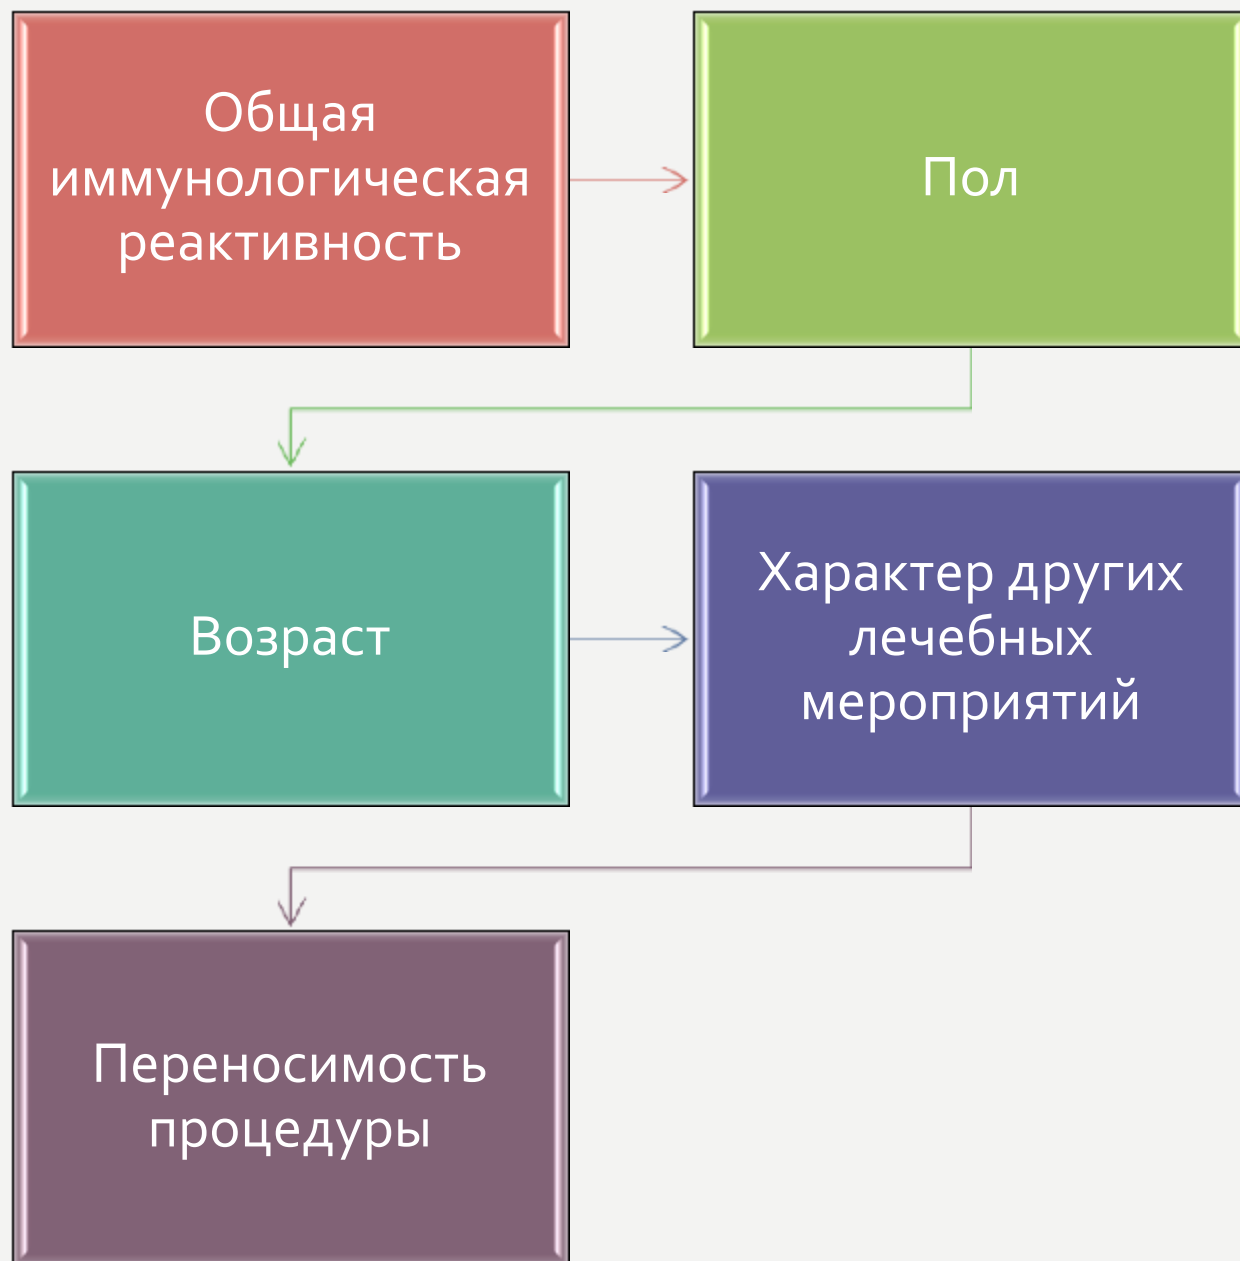 Общая
иммунологическая
реактивность
Пол
Возраст
Характер других
лечебных
мероприятий
Переносимость
процедуры